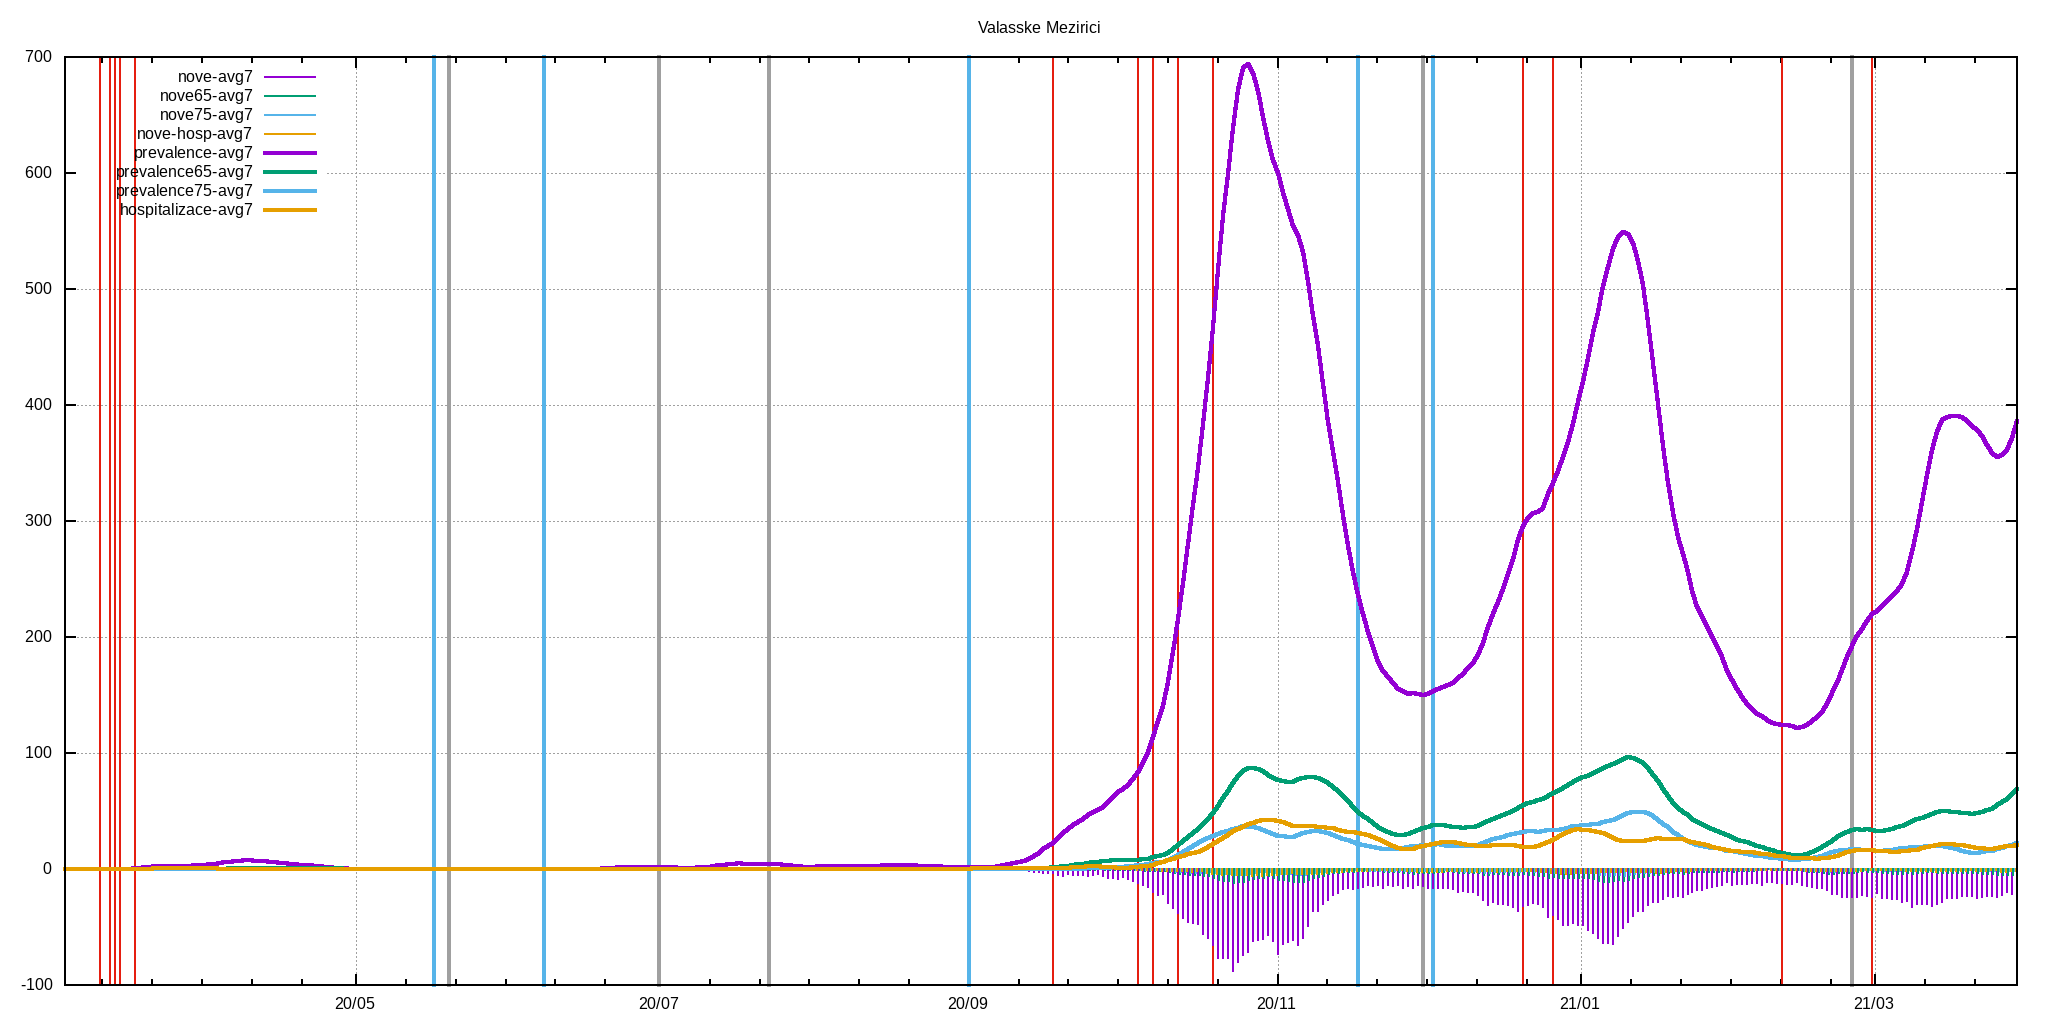 Valasske Mezirici
700
nove-avg7
nove65-avg7
nove75-avg7
nove-hosp-avg7
prevalence-avg7
prevalence65-avg7
prevalence75-avg7
hospitalizace-avg7
600
500
400
300
200
100
0
-100
20/05 20/07 20/09 20/11 21/01 21/03